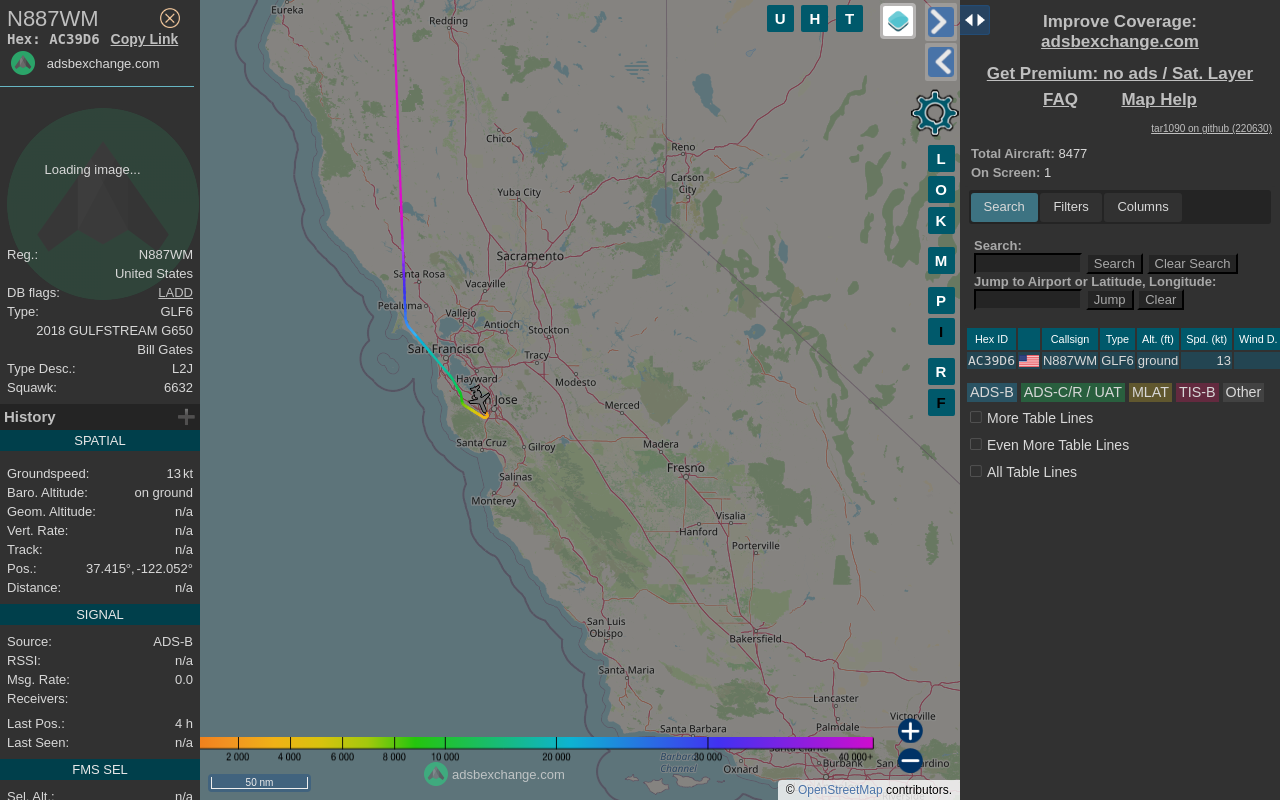 N887WM
Hex: AC39D6 Copy Link
adsbexchange.com
Loading image...
Reg.: N887WM
United States
DB flags: LADD
Type: GLF6
2018 GULFSTREAM G650
Bill Gates
Type Desc.: L2J
Squawk: 6632
History
SPATIAL
Groundspeed: 13 kt
Baro. Altitude: on ground
Geom. Altitude: n/a
Vert. Rate: n/a
Track: n/a
Pos.: 37.415°, -122.052°
Distance: n/a
SIGNAL
Source: ADS-B
RSSI: n/a
Msg. Rate: 0.0
Receivers:
Last Pos.: 4 h
Last Seen: n/a
FMS SEL
Sel. Alt.: n/a
Eureka
Redding
Chico
Reno
Carson
City
Yuba City
Sacramento
Santa Rosa
Vacaville
Petaluma
Vallejo
Antioch
Stockton
San Francisco
Tracy
Hayward
Modesto
Jose
Merced
Santa Cruz
Gilroy
Madera
Fresno
Salinas
Monterey
Visalia
Hanford
Porterville
San Luis
Obispo
Bakersfield
Santa Maria
Lancaster
Palmdale
Victorville
Santa Barbara
Santa Clarita
Barbara
Channel
Oxnard
Burbank
San
ardino
2 000
4 000
6 000
8 000
10 000
20 000
30 000
40 000+
50 nm
adsbexchange.com
© OpenStreetMap contributors.
U H T
L
O
K
M
P
I
R
F
Improve Coverage:
adsbexchange.com
Get Premium: no ads / Sat. Layer
FAQ Map Help
tar1090 on github (220630)
Total Aircraft: 8477
On Screen: 1
Search Filters Columns
Search:
Search Clear Search
Jump to Airport or Latitude, Longitude:
Jump Clear
Hex ID Callsign Type Alt. (ft) Spd. (kt) Wind D.
AC39D6 N887WM GLF6 ground 13
ADS-B ADS-C/R / UAT MLAT TIS-B Other
More Table Lines
Even More Table Lines
All Table Lines